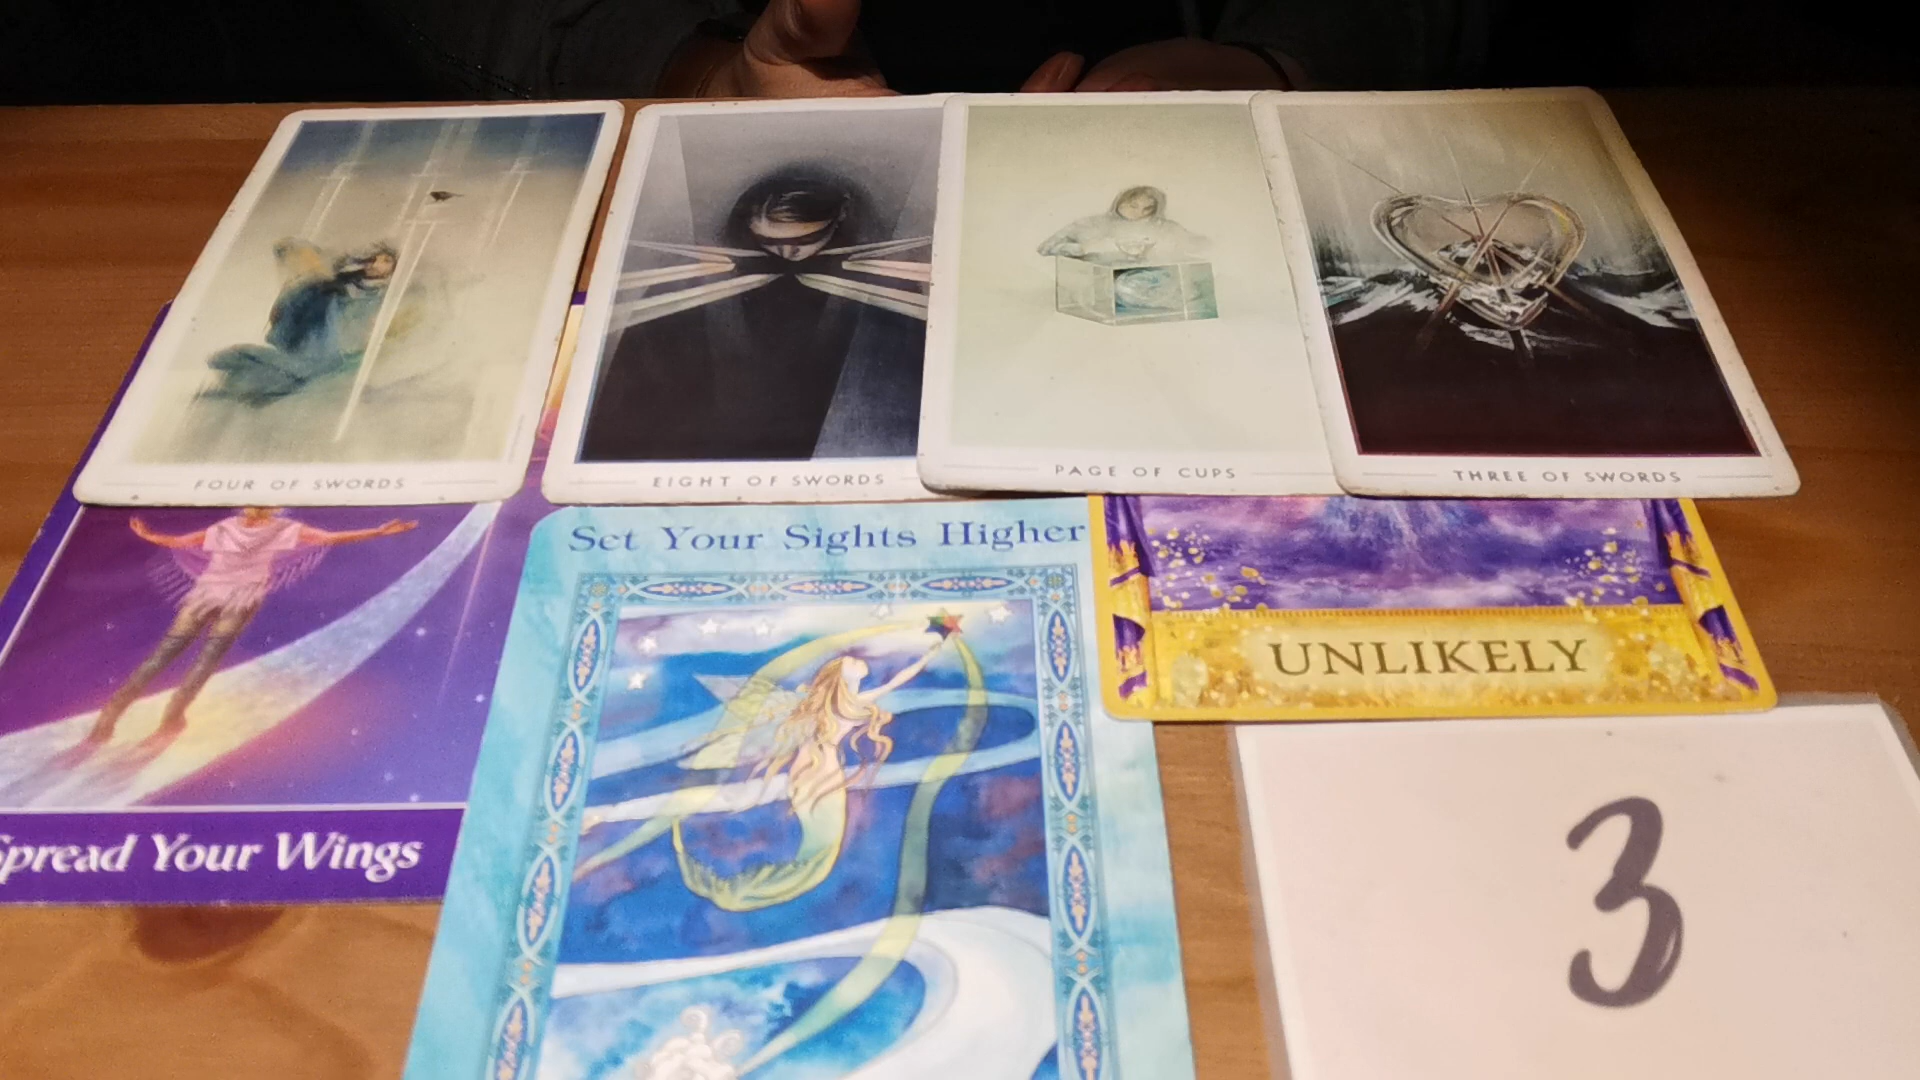 FOUR OF SWORDS
EIGHT OF SWORDS
PAGE OF CUPS
THREE OF SWORDS
Set Your Sights Higher
UNLIKELY
Spread Your Wings
3